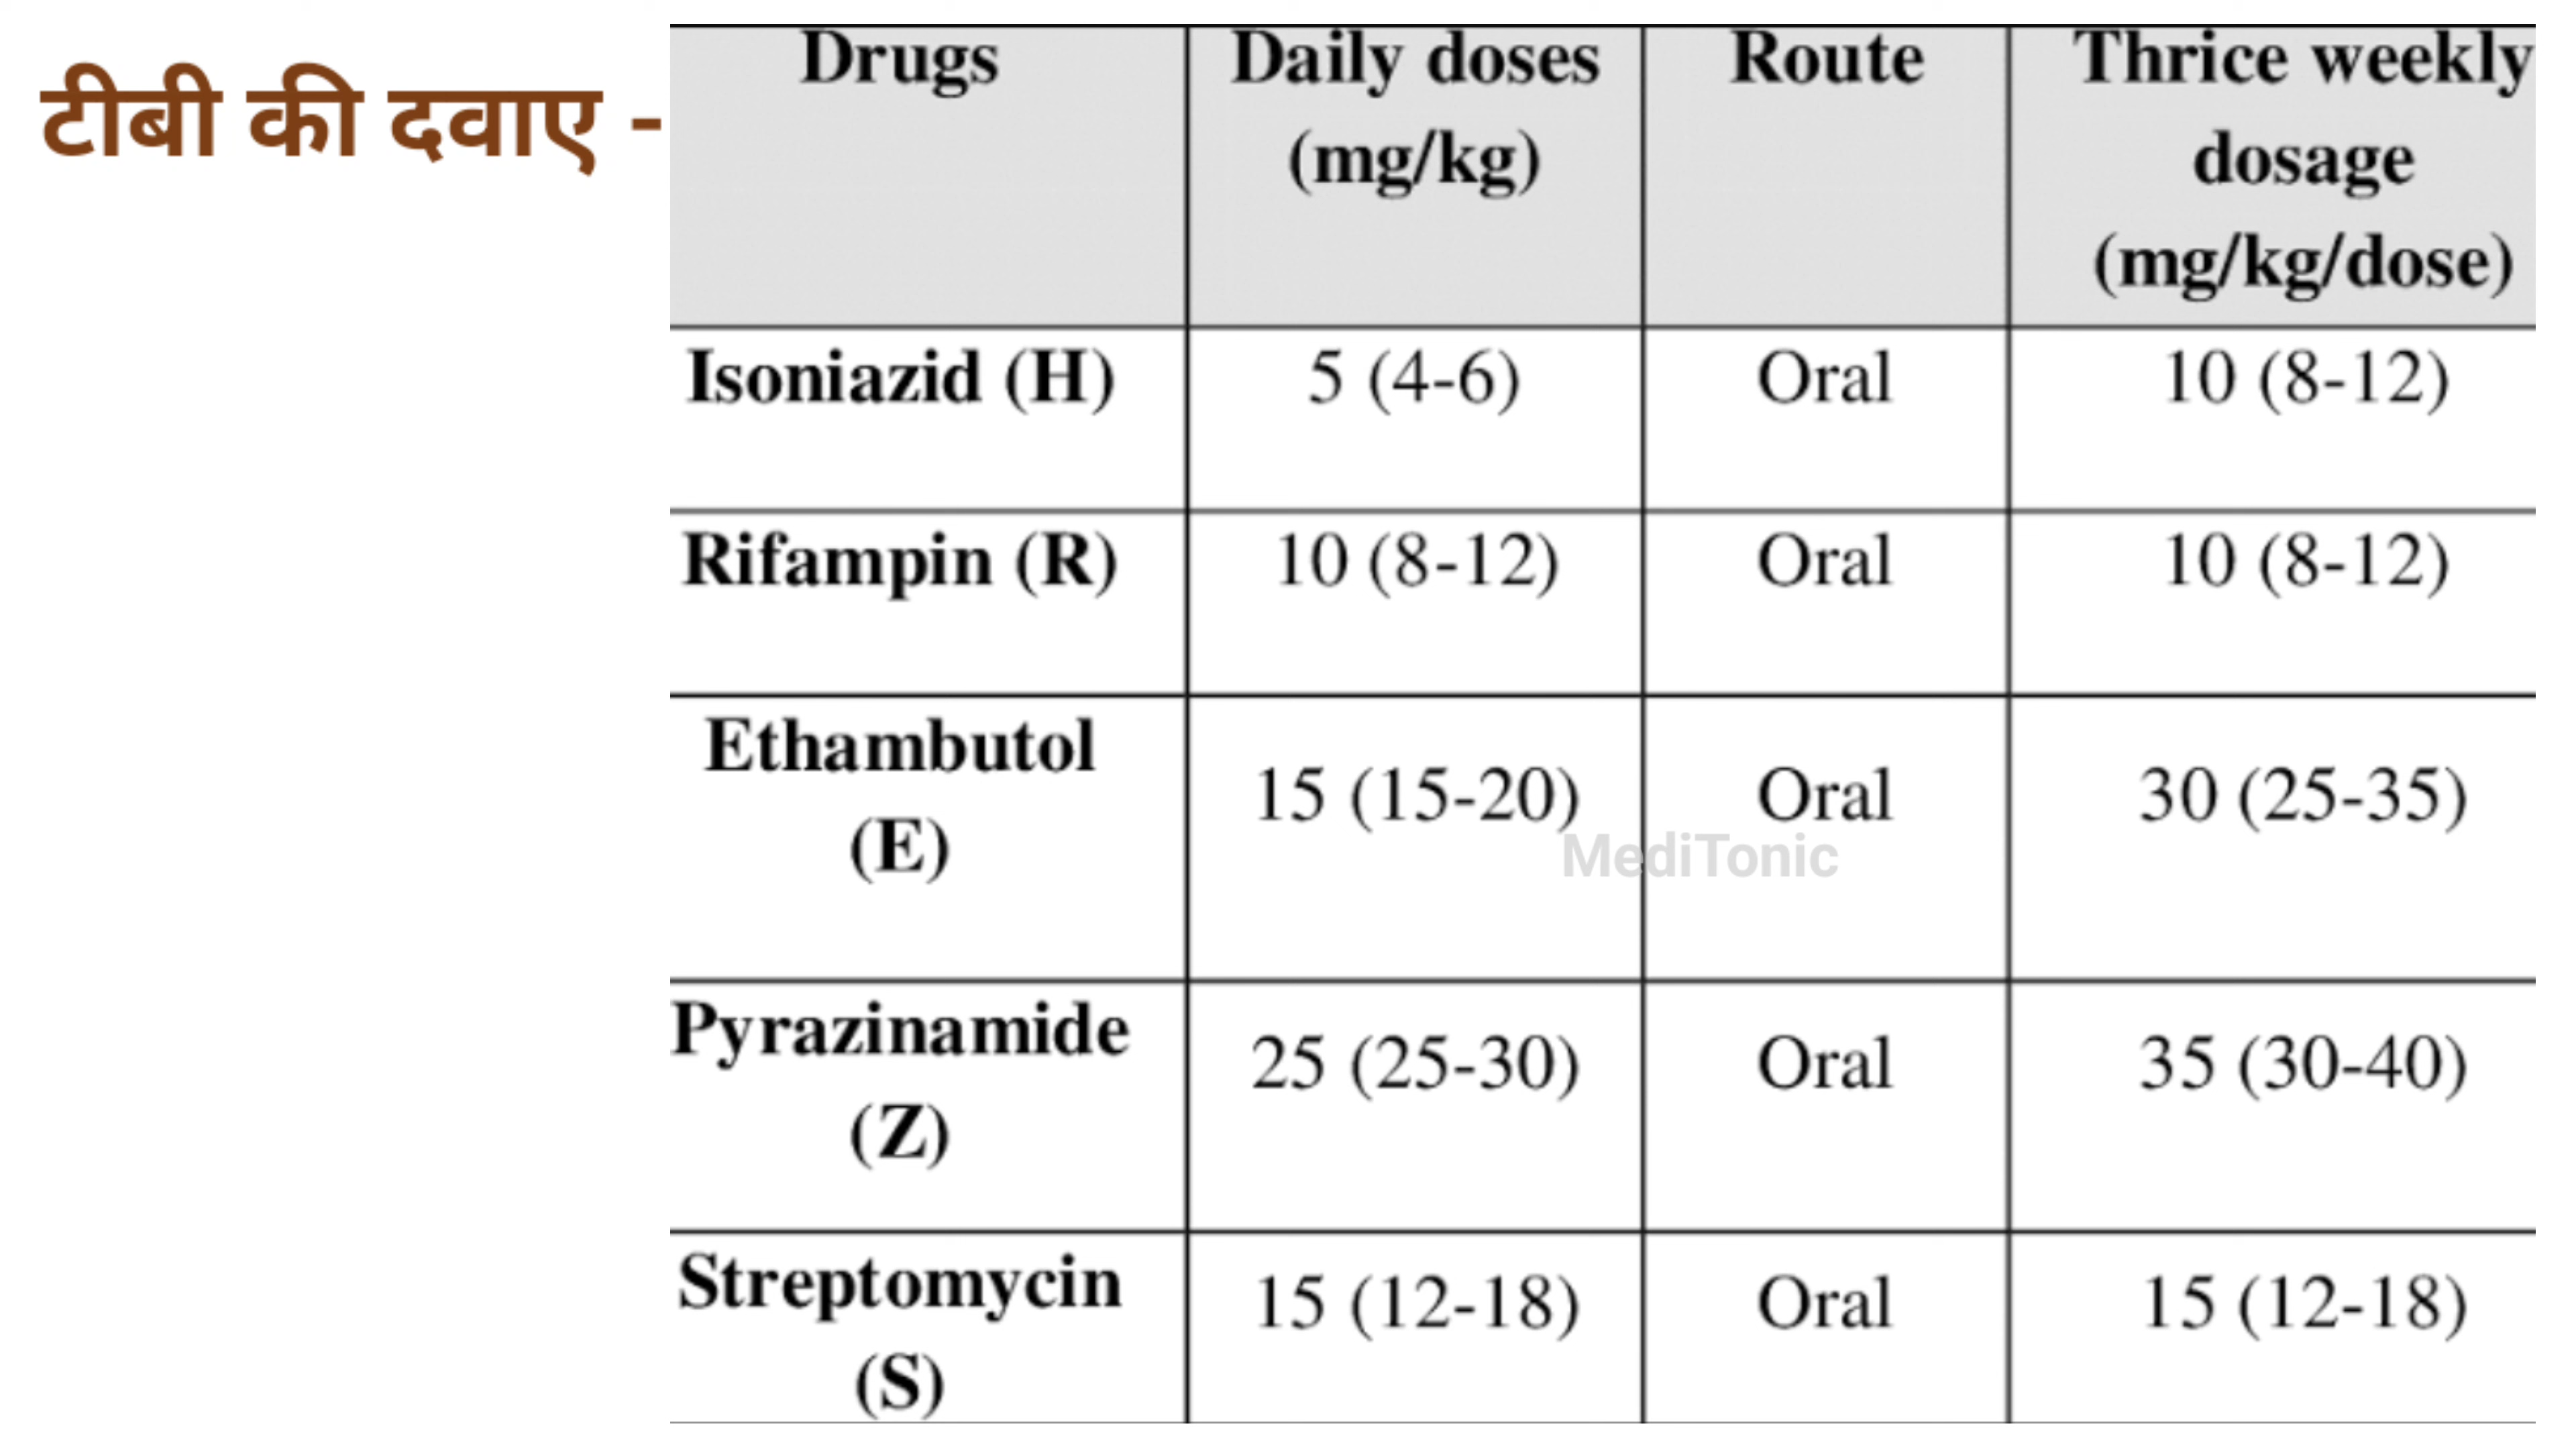 टीबी की दवाए -
Drugs Daily doses Route Thrice weekly
(mg/kg) dosage
(mg/kg/dose)
Isoniazid (H) 5 (4-6) Oral 10 (8-12)
Rifampin (R) 10 (8-12) Oral 10 (8-12)
Ethambutol
(E) 15 (15-20) Oral 30 (25-35)
MediTonic
Pyrazinamide
(Z) 25 (25-30) Oral 35 (30-40)
Streptomycin
(S) 15 (12-18) Oral 15 (12-18)